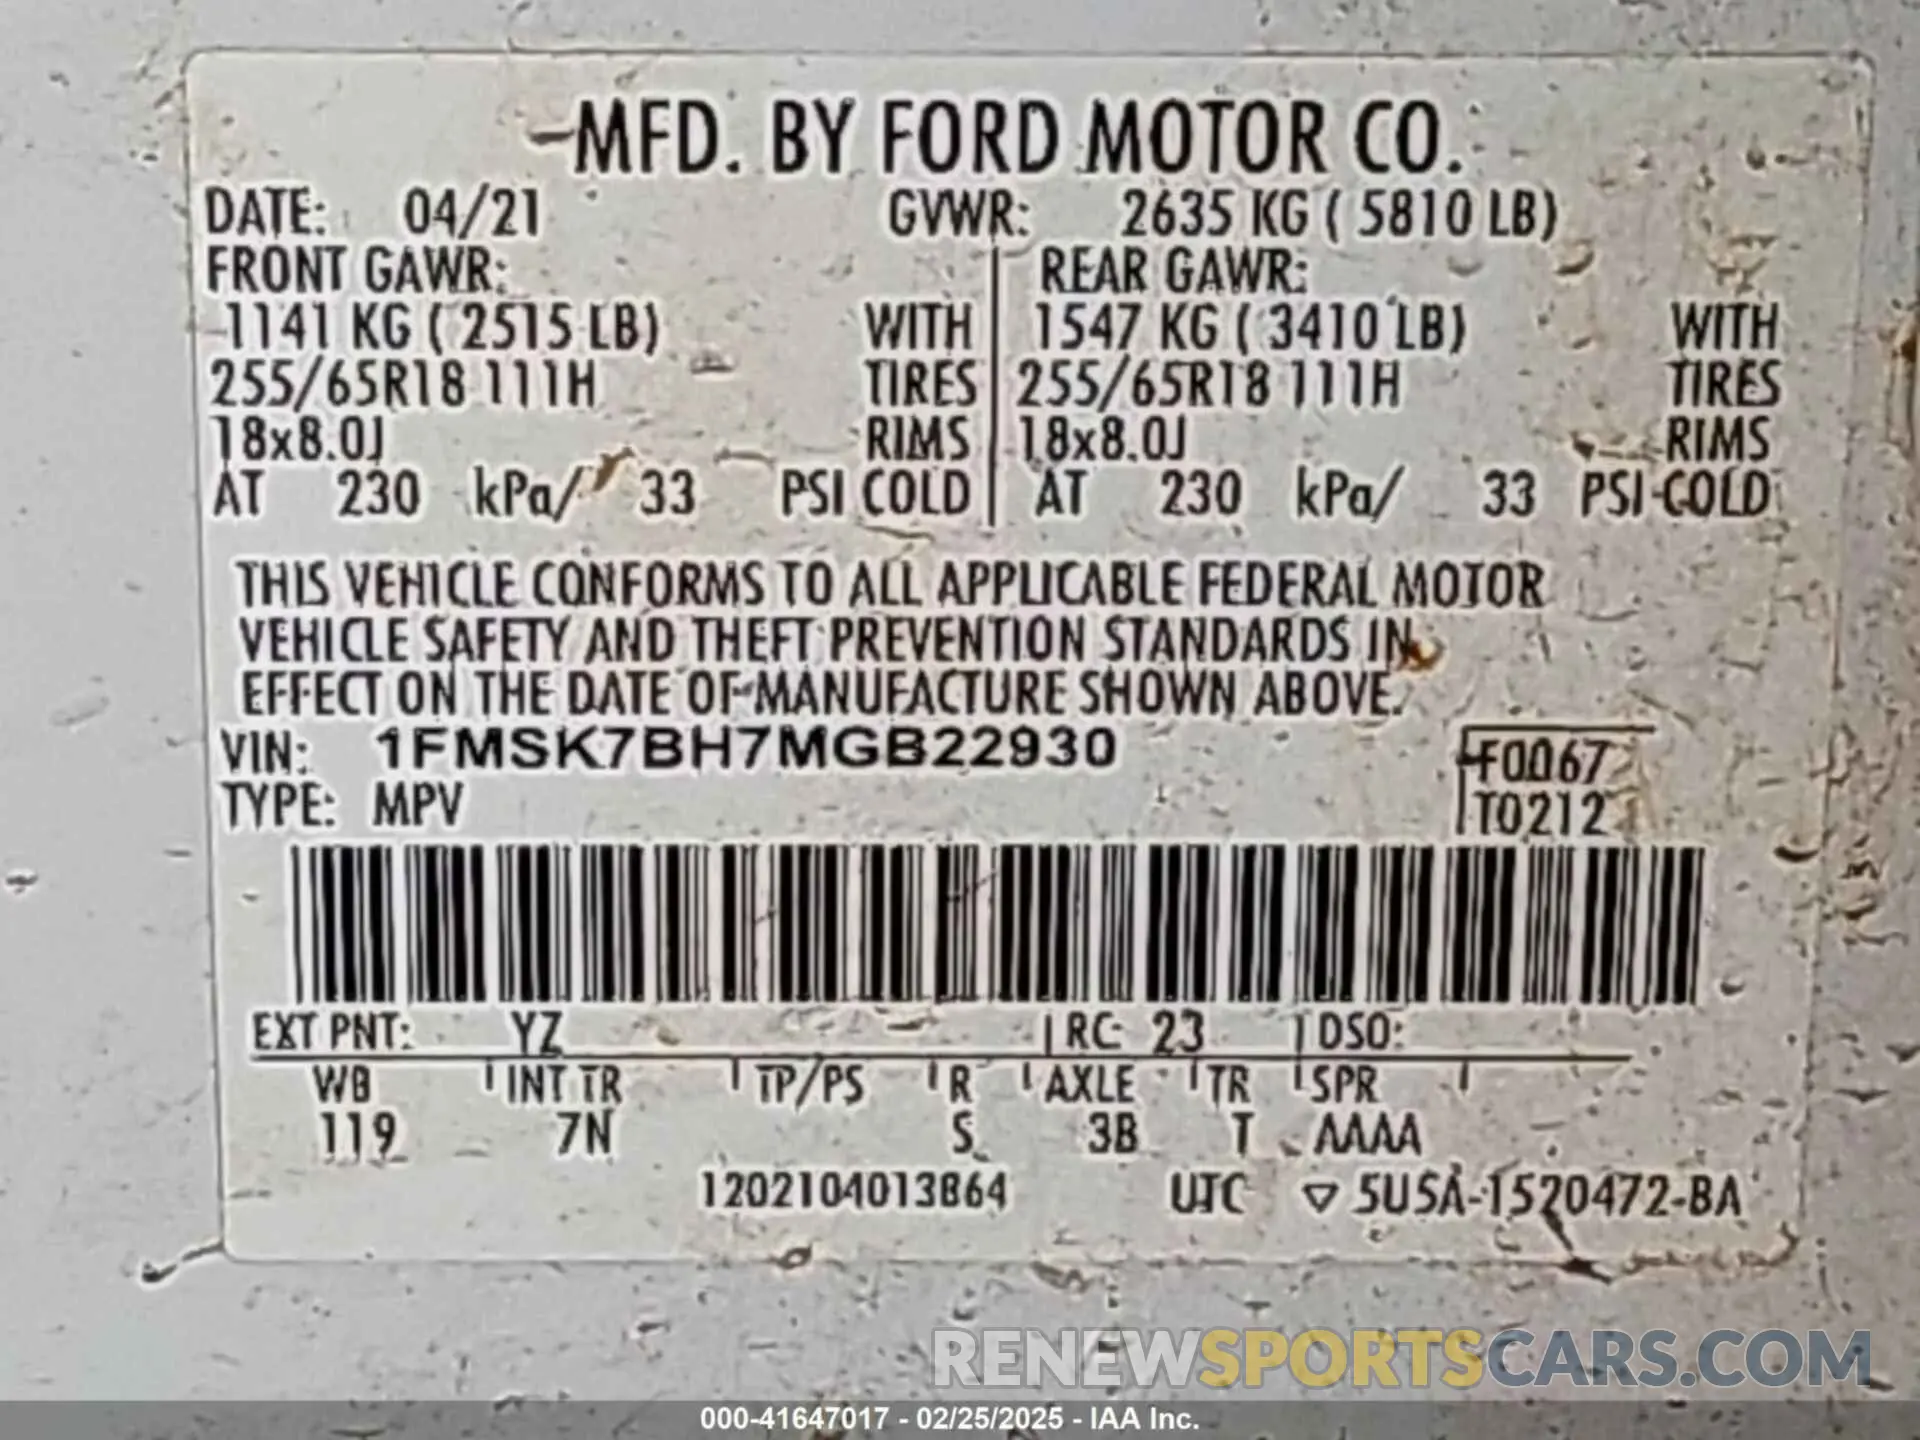 MFD. BY FORD MOTOR CO.
DATE: 04/21 GVWR: 2635 KG ( 5810 LB)
FRONT GAWR: REAR GAWR:
1141 KG ( 2515 LB) WITH 1547 KG ( 3410 LB) WITH
255/65R18 111H TIRES 255/65R18 111H TIRES
18x8.0J RIMS 18x8.0J RIMS
AT 230 kPa/ 33 PSI COLD AT 230 kPa/ 33 PSI COLD
THIS VEHICLE CONFORMS TO ALL APPLICABLE FEDERAL MOTOR
VEHICLE SAFETY AND THEFT PREVENTION STANDARDS IN
EFFECT ON THE DATE OF MANUFACTURE SHOWN ABOVE.
VIN: 1FMSK7BH7MGB22930
F0067
TYPE: MPV
T0212
EXT PNT: YZ RC: 23 DSO:
WB INT TR TP/PS R AXLE TR SPR
119 7N S 3B T AAAA
1202104013864 UTC ▽ 5U5A-1520472-BA
RENEWSPORTSCARS.COM
000-41647017 - 02/25/2025 - IAA Inc.